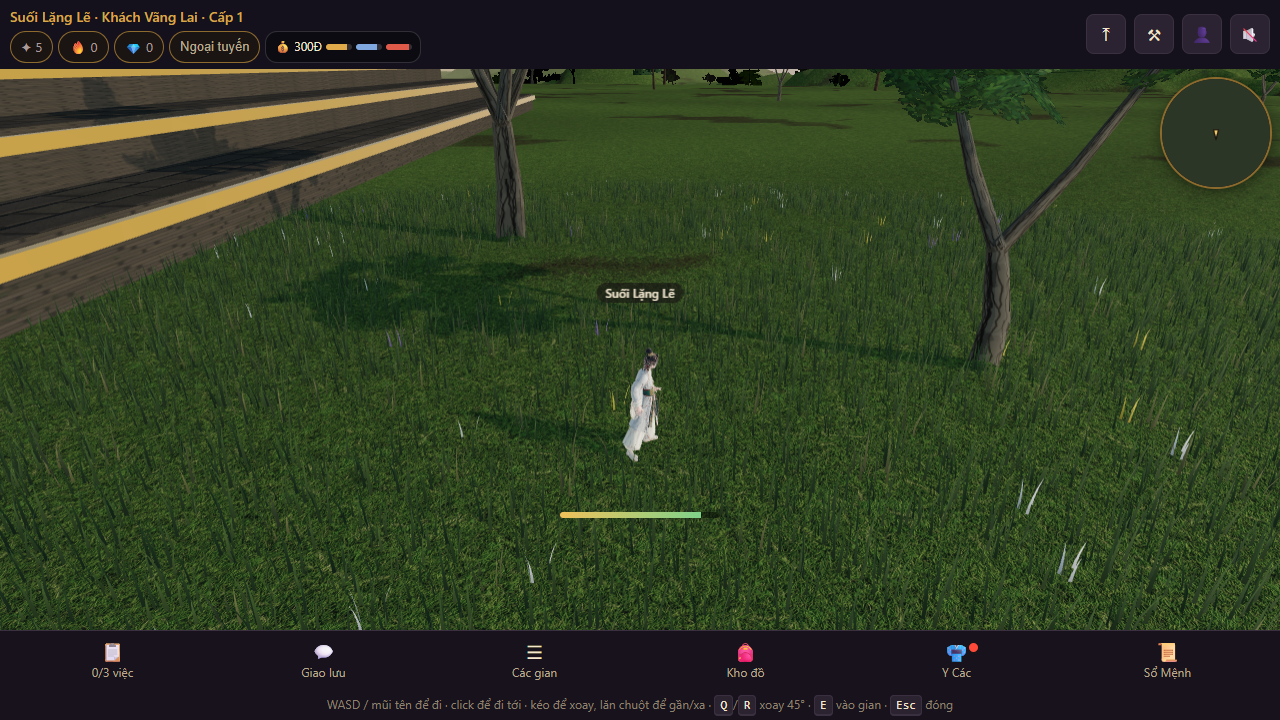 Suối Lặng Lẽ · Khách Vãng Lai · Cấp 1
5
0
0
Ngoại tuyến
300Đ
Suối Lặng Lẽ
0/3 việc
Giao lưu
Các gian
Kho đồ
Y Các
Sổ Mệnh
WASD / mũi tên để đi · click để đi tới · kéo để xoay, lăn chuột để gần/xa · Q / R xoay 45° · E vào gian · Esc đóng